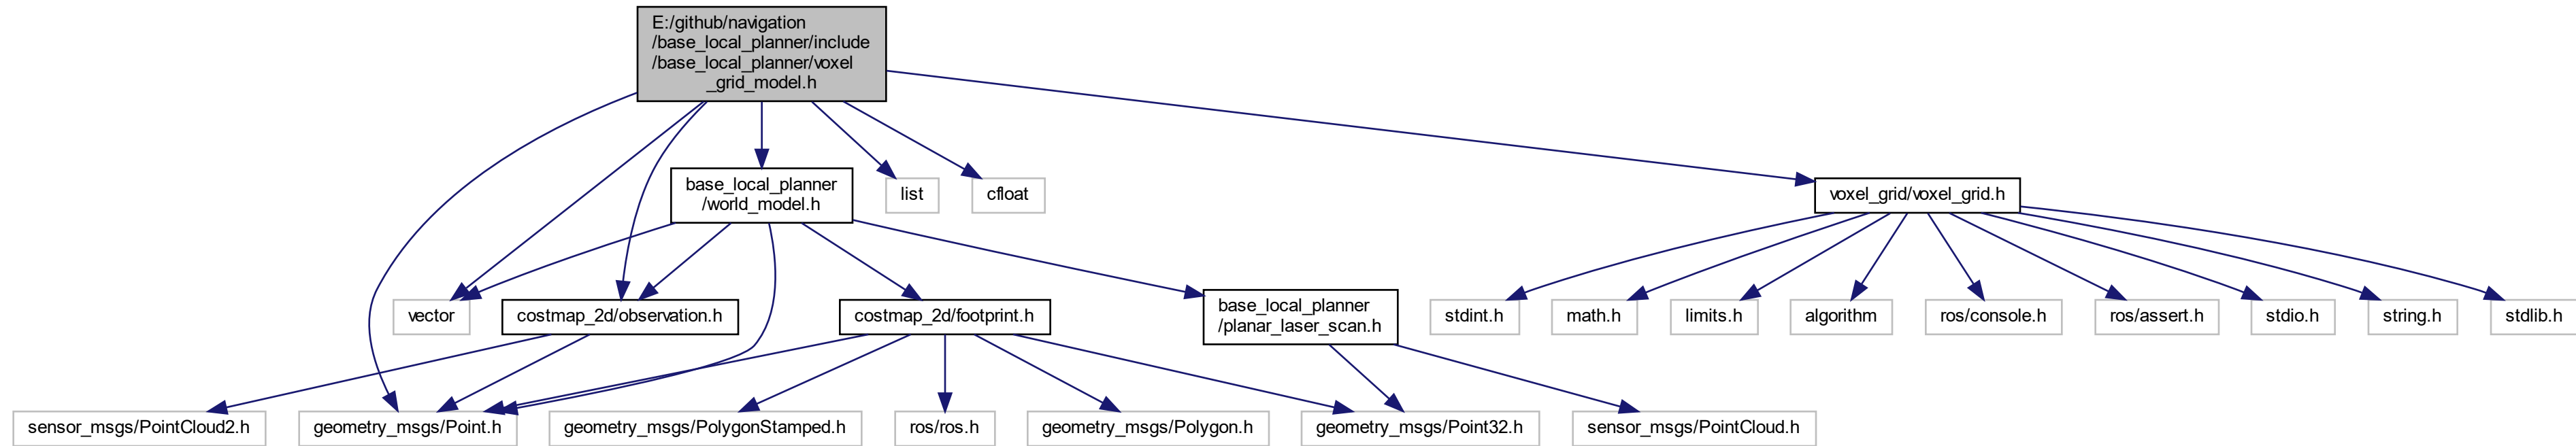 E:/github/navigation
/base_local_planner/include
/base_local_planner/voxel
_grid_model.h
base_local_planner
/world_model.h
list
cfloat
voxel_grid/voxel_grid.h
vector
costmap_2d/observation.h
costmap_2d/footprint.h
base_local_planner
/planar_laser_scan.h
stdint.h
math.h
limits.h
algorithm
ros/console.h
ros/assert.h
stdio.h
string.h
stdlib.h
sensor_msgs/PointCloud2.h
geometry_msgs/Point.h
geometry_msgs/PolygonStamped.h
ros/ros.h
geometry_msgs/Polygon.h
geometry_msgs/Point32.h
sensor_msgs/PointCloud.h